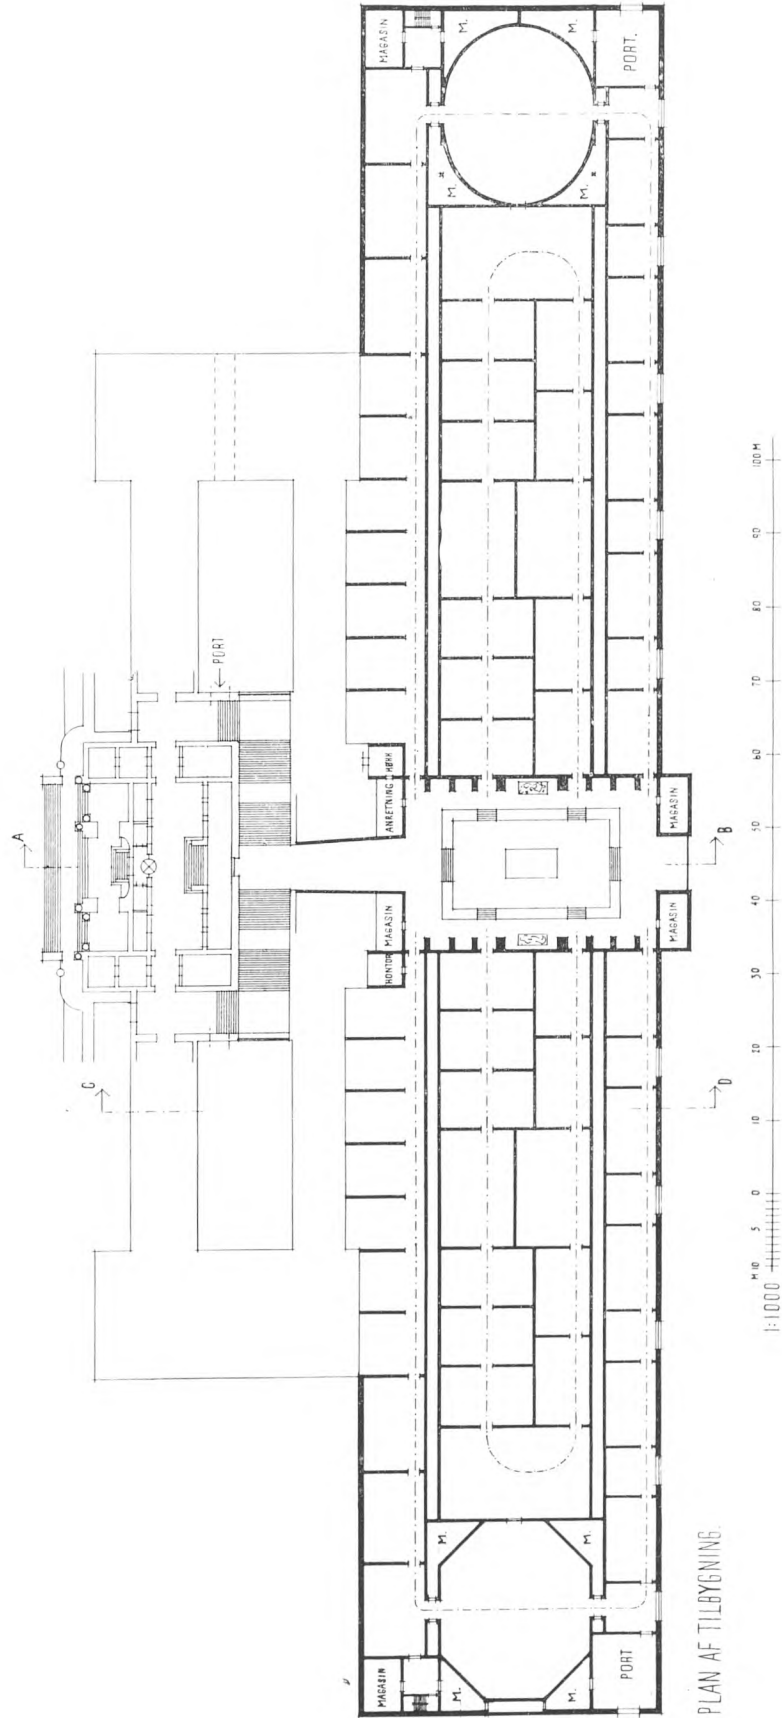 MAGASIN
M.
M.
PORT.
M.
M.
PORT
A
ANRETNING
MØRK
MAGASIN
MAGASIN
KONTOR
MAGASIN
B
C
D
M.
M.
MAGASIN
M.
M.
PORT
PLAN AF TILBYGNING.
1:1000
M 10 5 0 10 20 30 40 50 60 70 80 90 100 M